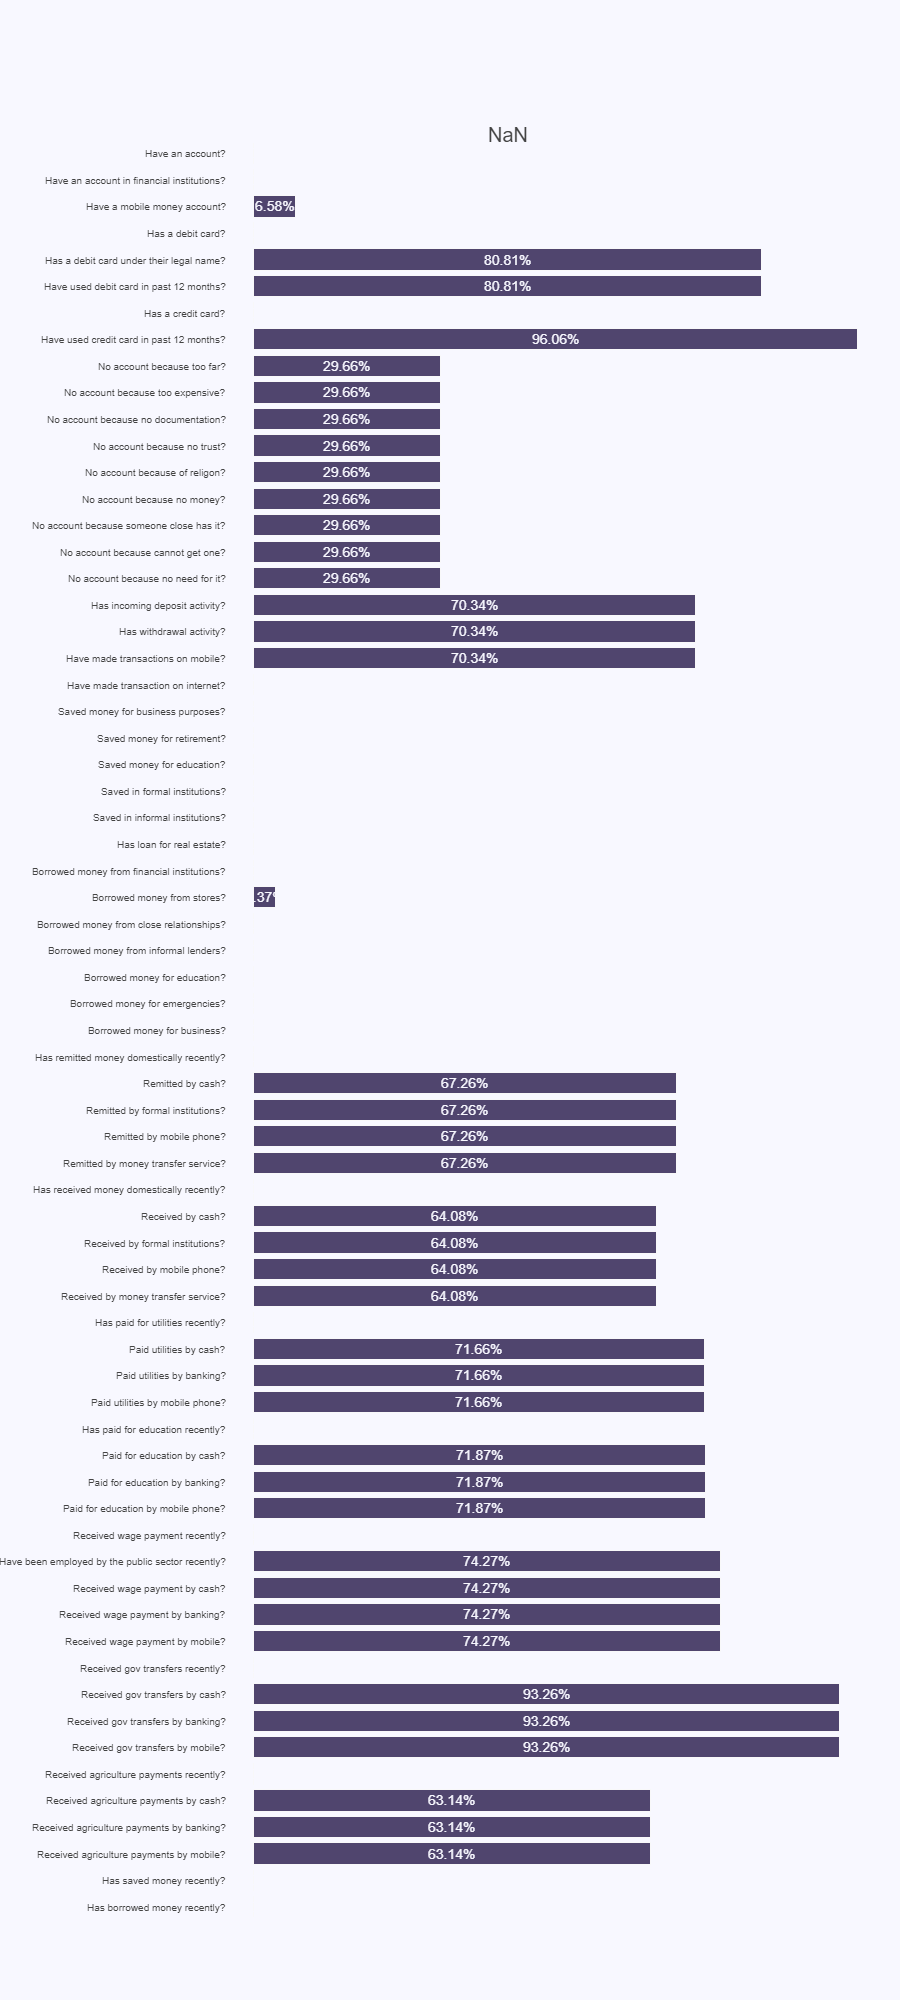 NaN
Have an account?
Have an account in financial institutions?
Have a mobile money account? 6.58%
Has a debit card?
Has a debit card under their legal name? 80.81%
Have used debit card in past 12 months? 80.81%
Has a credit card?
Have used credit card in past 12 months? 96.06%
No account because too far? 29.66%
No account because too expensive? 29.66%
No account because no documentation? 29.66%
No account because no trust? 29.66%
No account because of religon? 29.66%
No account because no money? 29.66%
No account because someone close has it? 29.66%
No account because cannot get one? 29.66%
No account because no need for it? 29.66%
Has incoming deposit activity? 70.34%
Has withdrawal activity? 70.34%
Have made transactions on mobile? 70.34%
Have made transaction on internet?
Saved money for business purposes?
Saved money for retirement?
Saved money for education?
Saved in formal institutions?
Saved in informal institutions?
Has loan for real estate?
Borrowed money from financial institutions?
Borrowed money from stores? .37%
Borrowed money from close relationships?
Borrowed money from informal lenders?
Borrowed money for education?
Borrowed money for emergencies?
Borrowed money for business?
Has remitted money domestically recently?
Remitted by cash? 67.26%
Remitted by formal institutions? 67.26%
Remitted by mobile phone? 67.26%
Remitted by money transfer service? 67.26%
Has received money domestically recently?
Received by cash? 64.08%
Received by formal institutions? 64.08%
Received by mobile phone? 64.08%
Received by money transfer service? 64.08%
Has paid for utilities recently?
Paid utilities by cash? 71.66%
Paid utilities by banking? 71.66%
Paid utilities by mobile phone? 71.66%
Has paid for education recently?
Paid for education by cash? 71.87%
Paid for education by banking? 71.87%
Paid for education by mobile phone? 71.87%
Received wage payment recently?
Have been employed by the public sector recently? 74.27%
Received wage payment by cash? 74.27%
Received wage payment by banking? 74.27%
Received wage payment by mobile? 74.27%
Received gov transfers recently?
Received gov transfers by cash? 93.26%
Received gov transfers by banking? 93.26%
Received gov transfers by mobile? 93.26%
Received agriculture payments recently?
Received agriculture payments by cash? 63.14%
Received agriculture payments by banking? 63.14%
Received agriculture payments by mobile? 63.14%
Has saved money recently?
Has borrowed money recently?